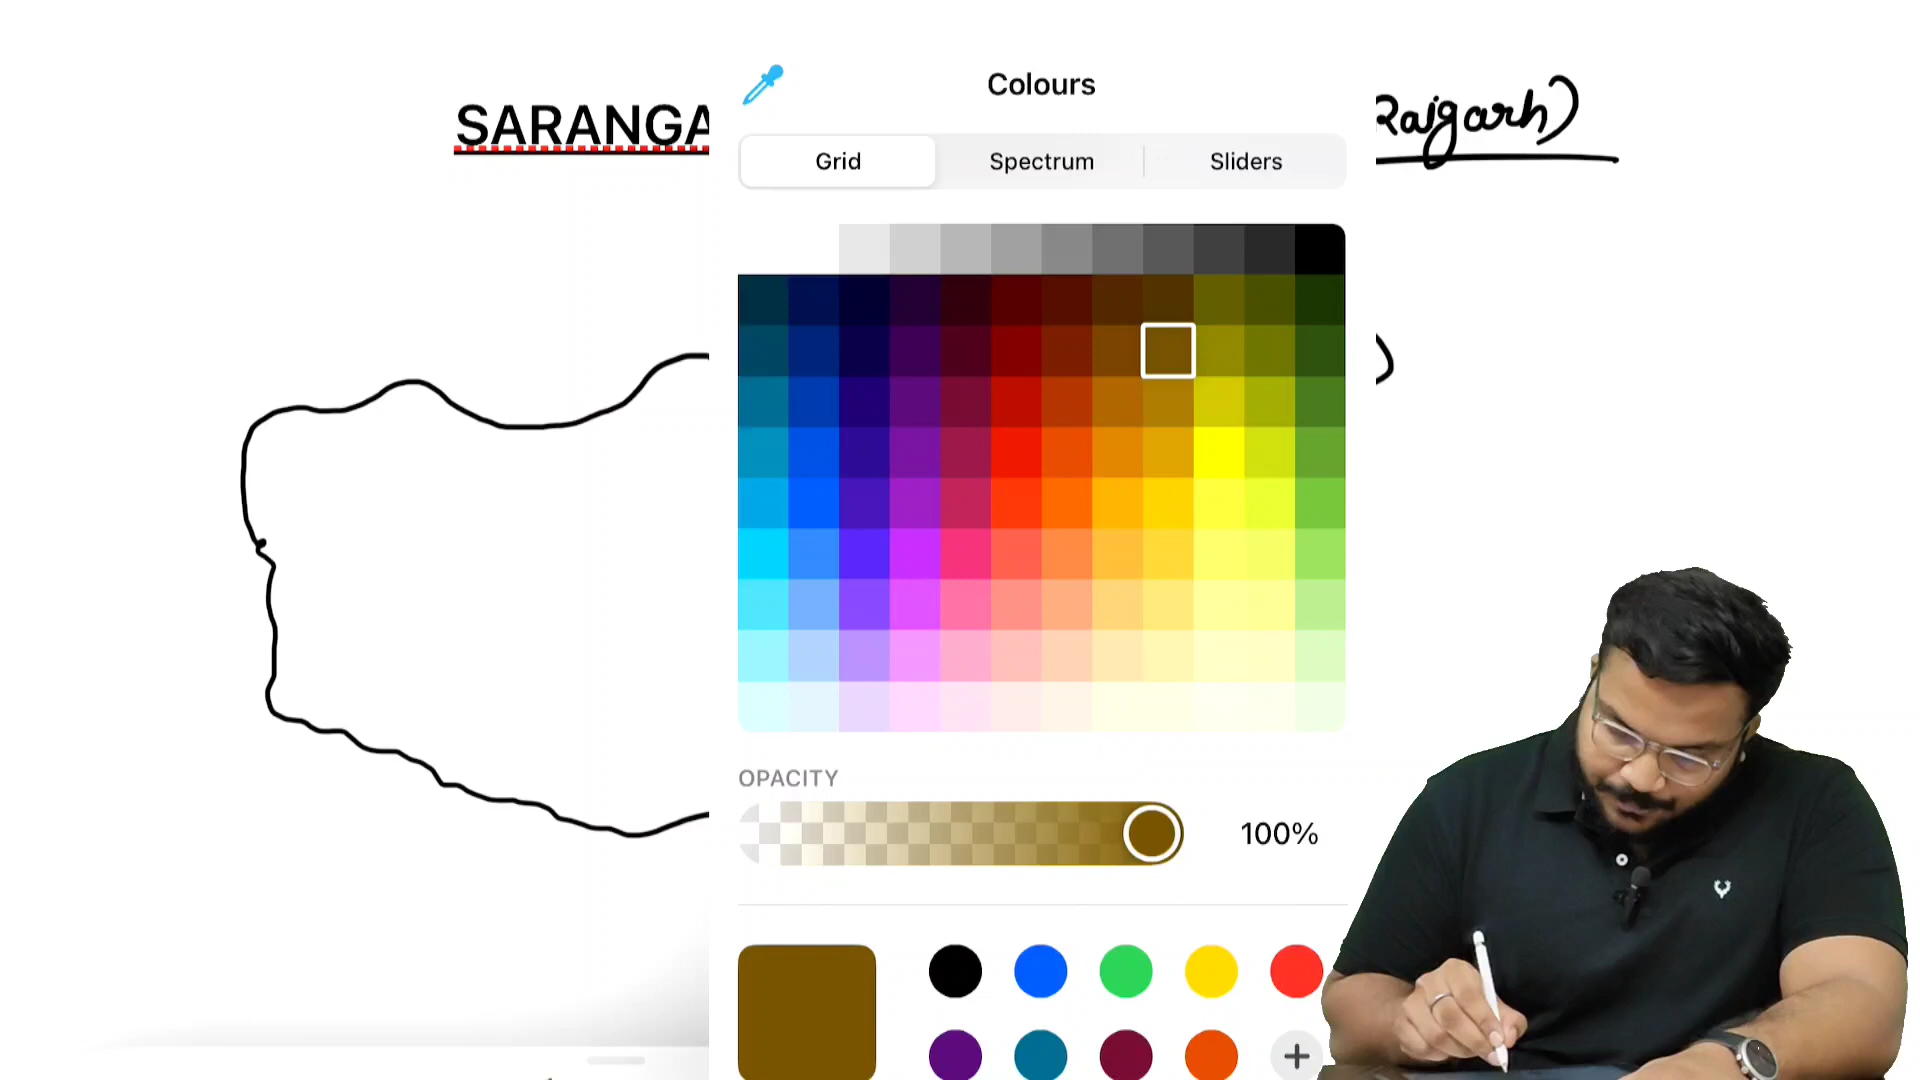 SARANGA
Colours
Raigarh)
Grid
Spectrum
Sliders
OPACITY
100%